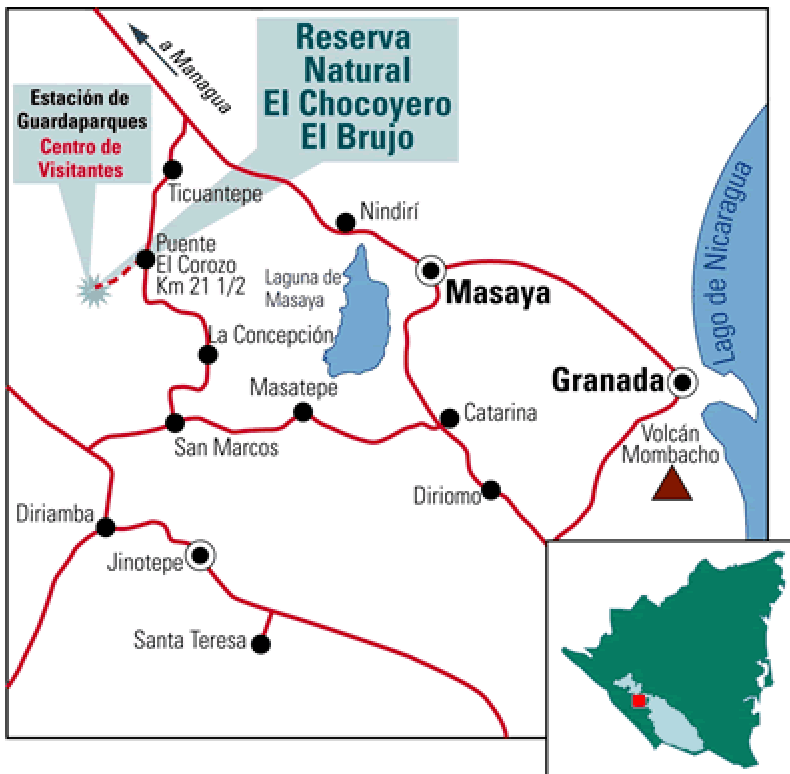 a Managua
Reserva
Natural
El Chocoyero
El Brujo
Estación de
Guardaparques
Centro de
Visitantes
Ticuantepe
Nindirí
Puente
El Corozo
Km 21 1/2
Laguna de
Masaya
Masaya
Lago de Nicaragua
La Concepción
Granada
Masatepe
Catarina
San Marcos
Volcán
Mombacho
Diriomo
Diriamba
Jinotepe
Santa Teresa